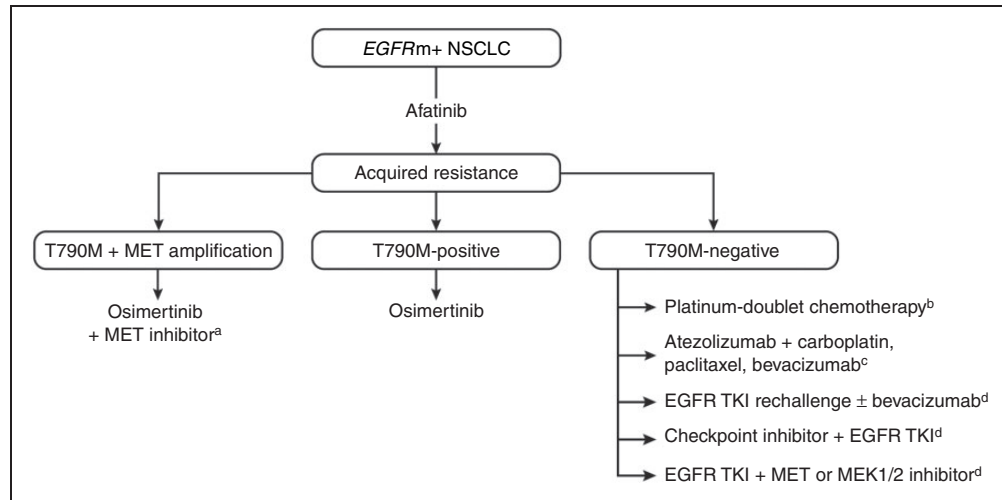 EGFRm+ NSCLC
Afatinib
Acquired resistance
T790M + MET amplification
T790M-positive
T790M-negative
Osimertinib
+ MET inhibitorᵃ
Osimertinib
Platinum-doublet chemotherapyᵇ
Atezolizumab + carboplatin,
paclitaxel, bevacizumabᶜ
EGFR TKI rechallenge ± bevacizumabᵈ
Checkpoint inhibitor + EGFR TKIᵈ
EGFR TKI + MET or MEK1/2 inhibitorᵈ